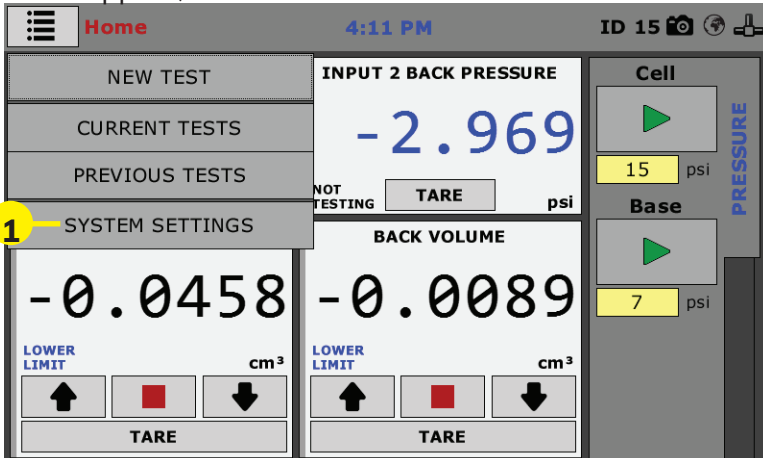 Home 4:11 PM ID 15
NEW TEST
CURRENT TESTS
PREVIOUS TESTS
1 SYSTEM SETTINGS
INPUT 2 BACK PRESSURE
-2.969
NOT
TESTING TARE psi
-0.0458
LOWER
LIMIT cm³
TARE
BACK VOLUME
-0.0089
LOWER
LIMIT cm³
TARE
Cell
15 psi
Base
7 psi
PRESSURE